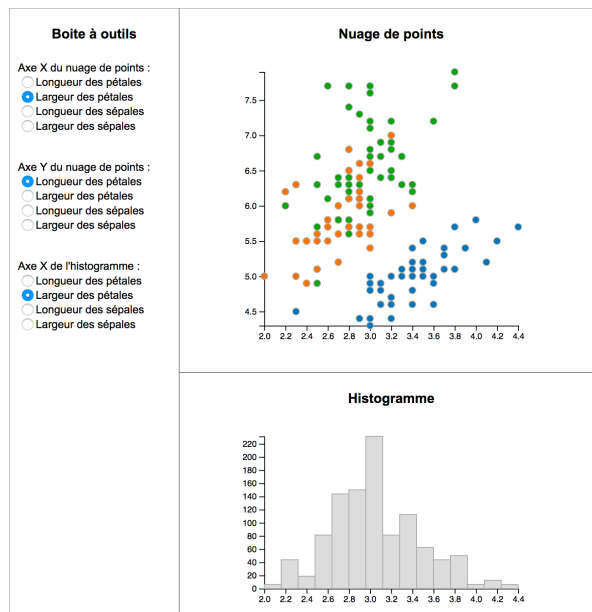 Boite à outils
Axe X du nuage de points :
Longueur des pétales
Largeur des pétales
Longueur des sépales
Largeur des sépales
Axe Y du nuage de points :
Longueur des pétales
Largeur des pétales
Longueur des sépales
Largeur des sépales
Axe X de l'histogramme :
Longueur des pétales
Largeur des pétales
Longueur des sépales
Largeur des sépales
Nuage de points
7.5
7.0
6.5
6.0
5.5
5.0
4.5
2.0 2.2 2.4 2.6 2.8 3.0 3.2 3.4 3.6 3.8 4.0 4.2 4.4
Histogramme
220
200
180
160
140
120
100
80
60
40
20
0
2.0 2.2 2.4 2.6 2.8 3.0 3.2 3.4 3.6 3.8 4.0 4.2 4.4